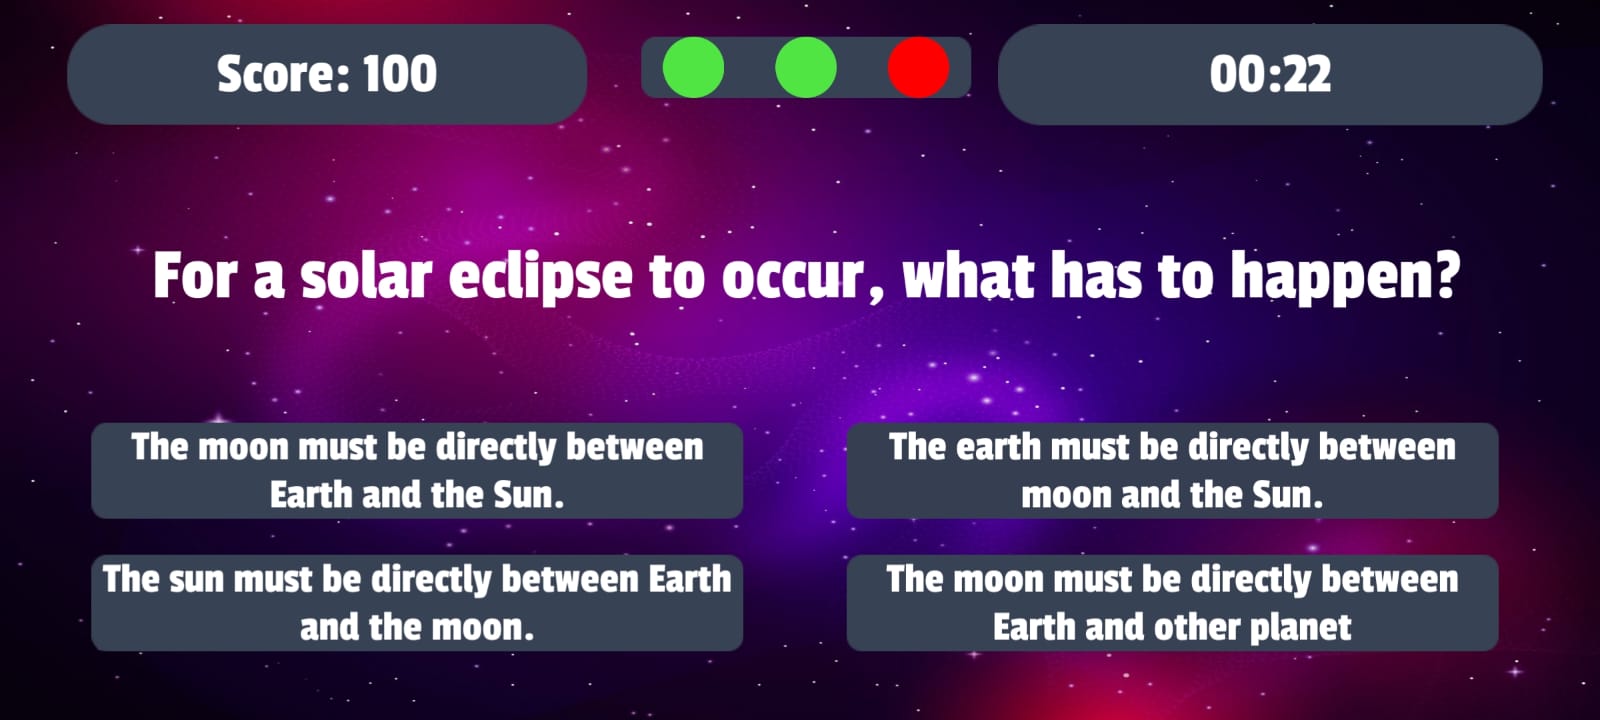 Score: 100
00:22
For a solar eclipse to occur, what has to happen?
The moon must be directly between
Earth and the Sun.
The earth must be directly between
moon and the Sun.
The sun must be directly between Earth
and the moon.
The moon must be directly between
Earth and other planet